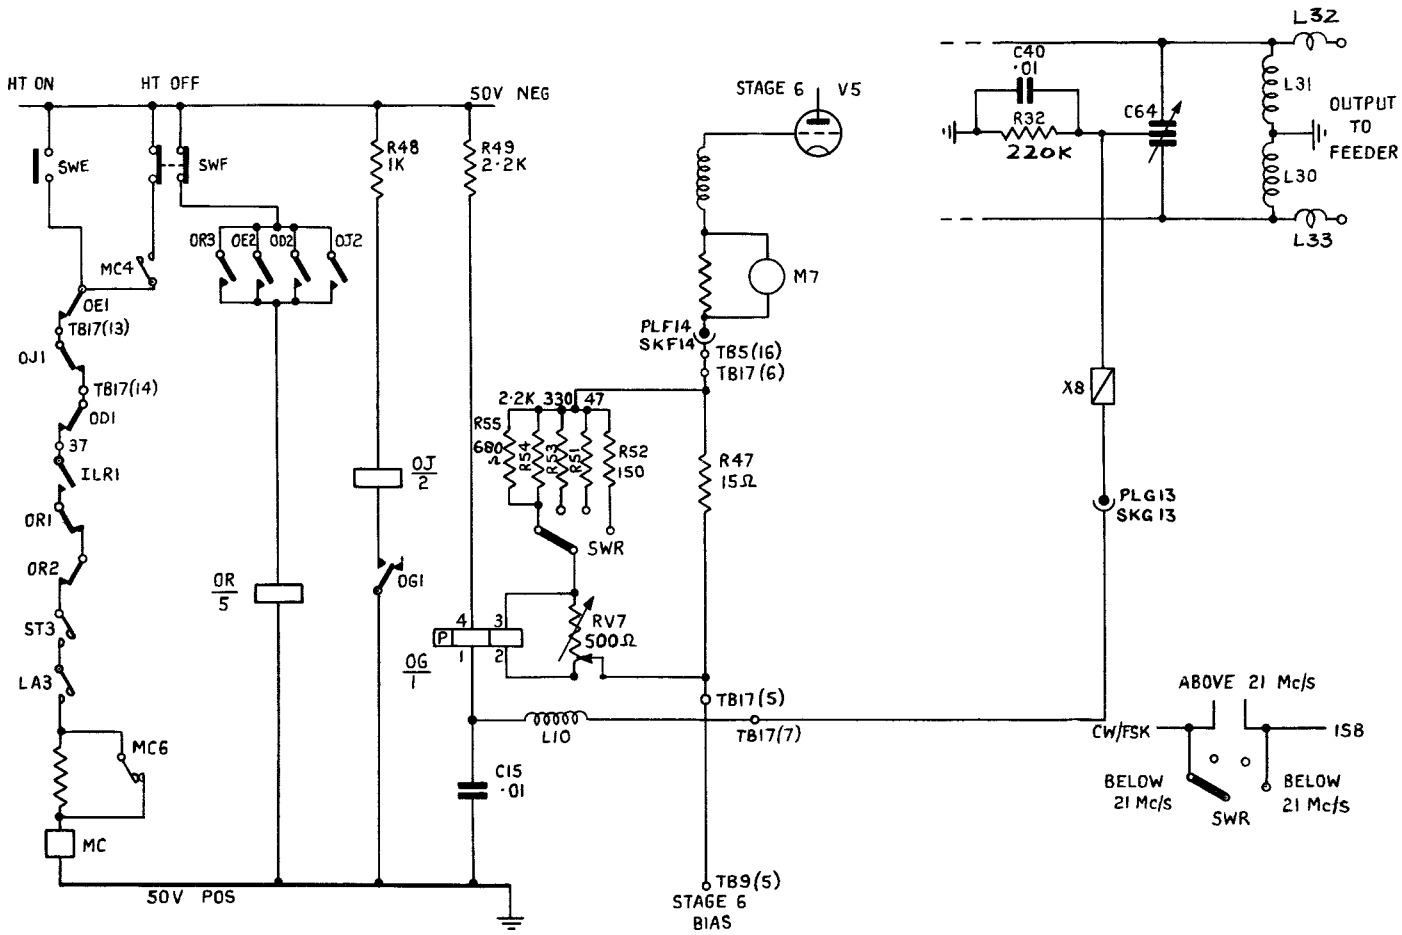 L32
C40
.01
HT ON
HT OFF
50V NEG
STAGE 6
V5
L31
C64
R32
220K
OUTPUT
TO
FEEDER
SWE
SWF
R48
1K
R49
2.2K
L30
L33
OR3
OE2
OD2
OJ2
MC4
M7
OE1
TB17(13)
PLF14
SKF14
TB5(16)
TB17(6)
OJ1
TB17(14)
X8
2.2K
330
47
OD1
R55
680
Ω
R54
R53
R51
R52
150
R47
15Ω
37
ILR1
OJ
2
OR1
PLG13
SKG13
SWR
OR2
OR
5
OG1
ST3
P
4
3
1
2
RV7
500Ω
OG
1
LA3
TB17(5)
ABOVE 21 Mc/s
L10
TB17(7)
CW/FSK
ISB
MC6
C15
.01
BELOW
21 Mc/s
BELOW
21 Mc/s
SWR
MC
50V POS
TB9(5)
STAGE 6
BIAS